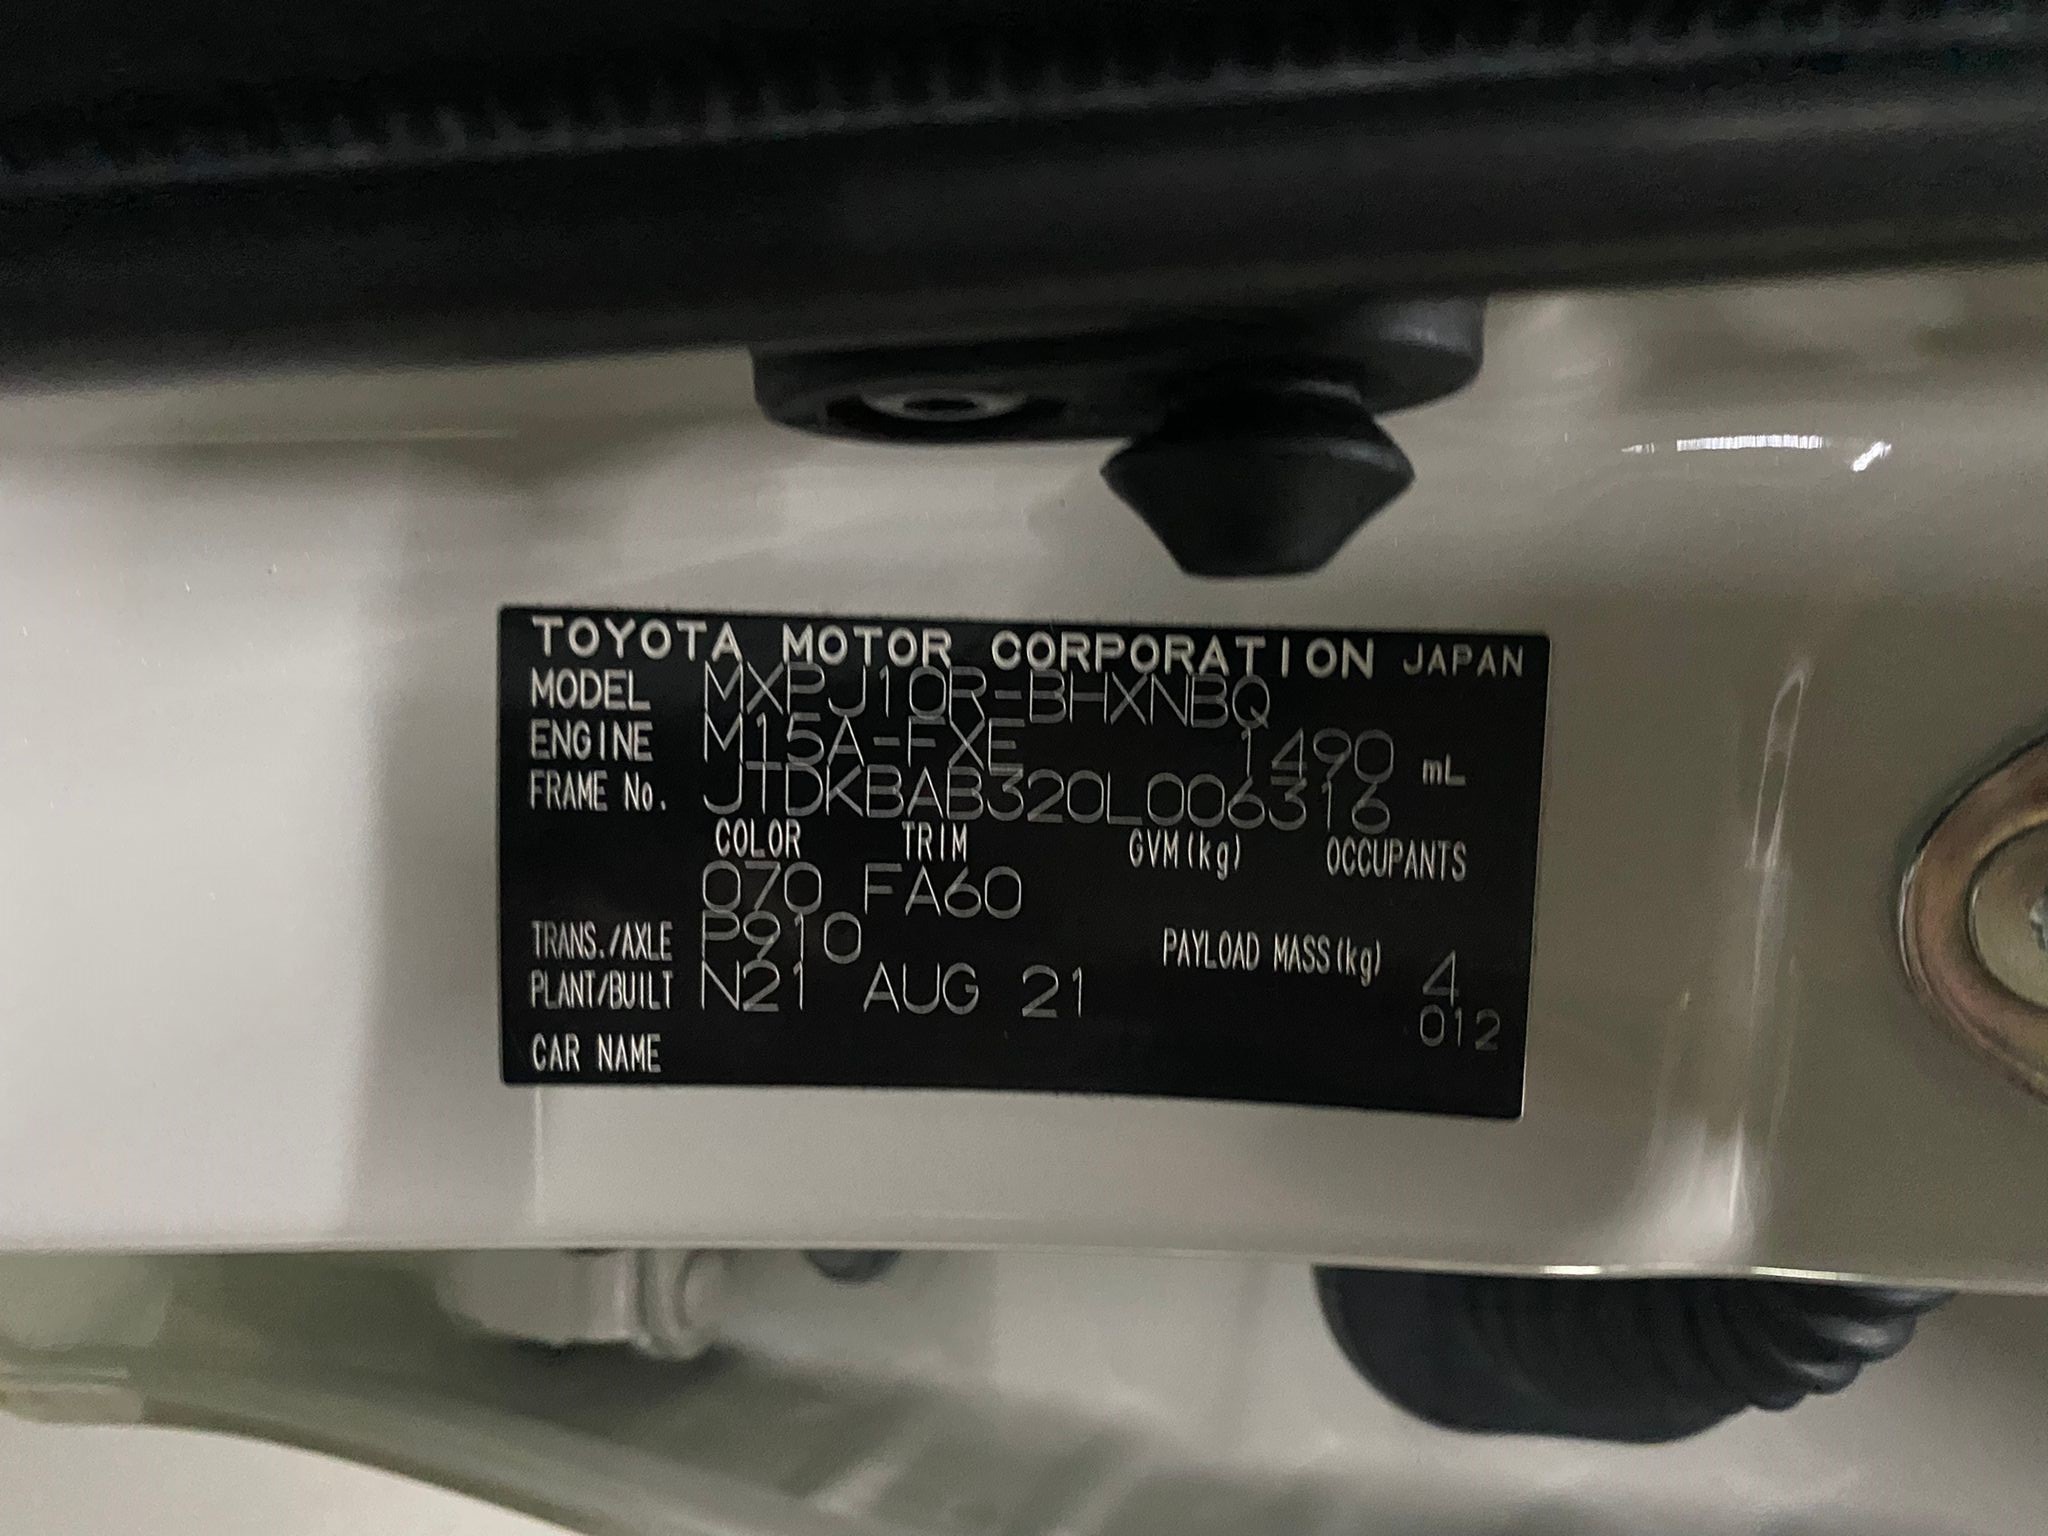 TOYOTA MOTOR CORPORATION JAPAN
MODEL MXPJ10R-BHXNBQ
ENGINE M15A-FXE 1490 mL
FRAME No. JTDKBAB320L006316
COLOR TRIM GVM(kg) OCCUPANTS
070 FA60
TRANS./AXLE P910 PAYLOAD MASS(kg) 4
PLANT/BUILT N21 AUG 21 012
CAR NAME